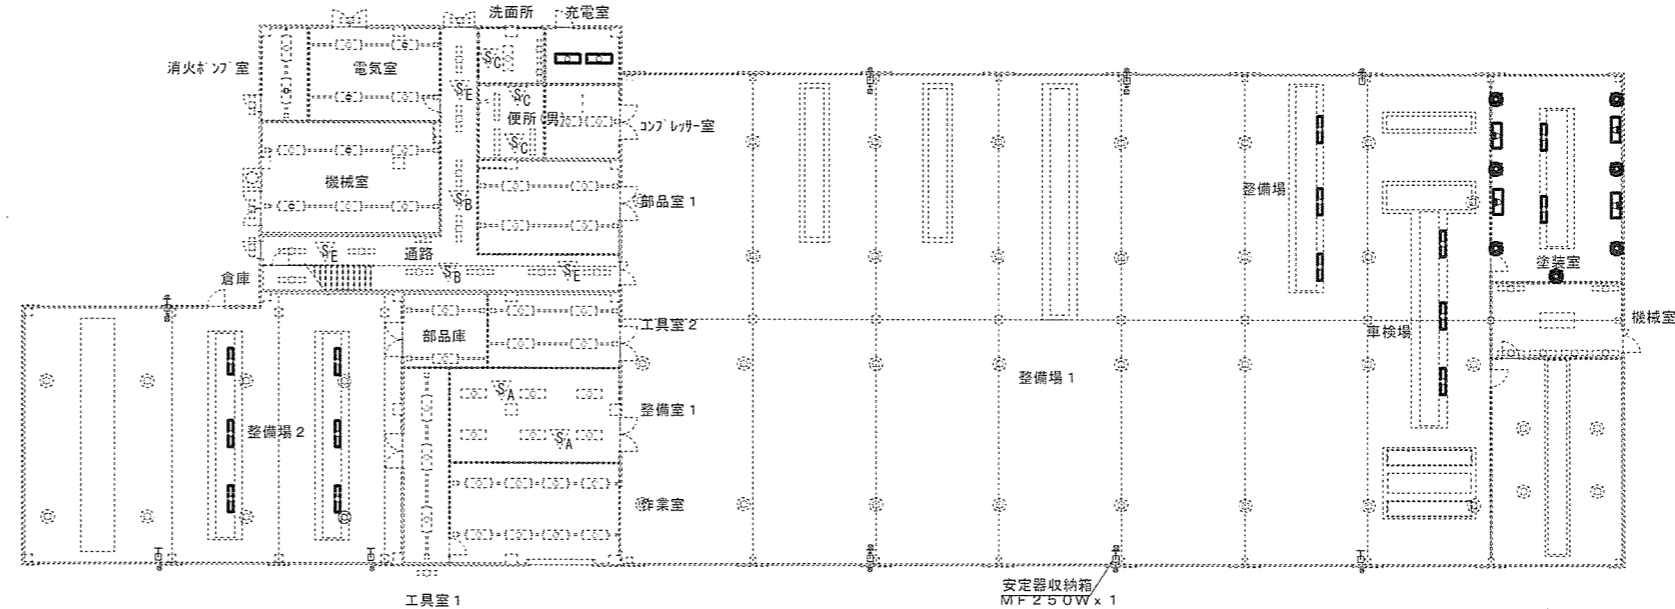 洗面所
充電室
消火ポンプ室
電気室
S E
S C
S C
便所(男)
S C
コンプレッサー室
機械室
S B
部品室1
整備場
通路
S E
S B
S E
倉庫
塗装室
機械室
部品庫
工具室2
車検場
整備場1
S A
整備室1
S A
整備場2
作業室
安定器収納箱
MF250W×1
工具室1